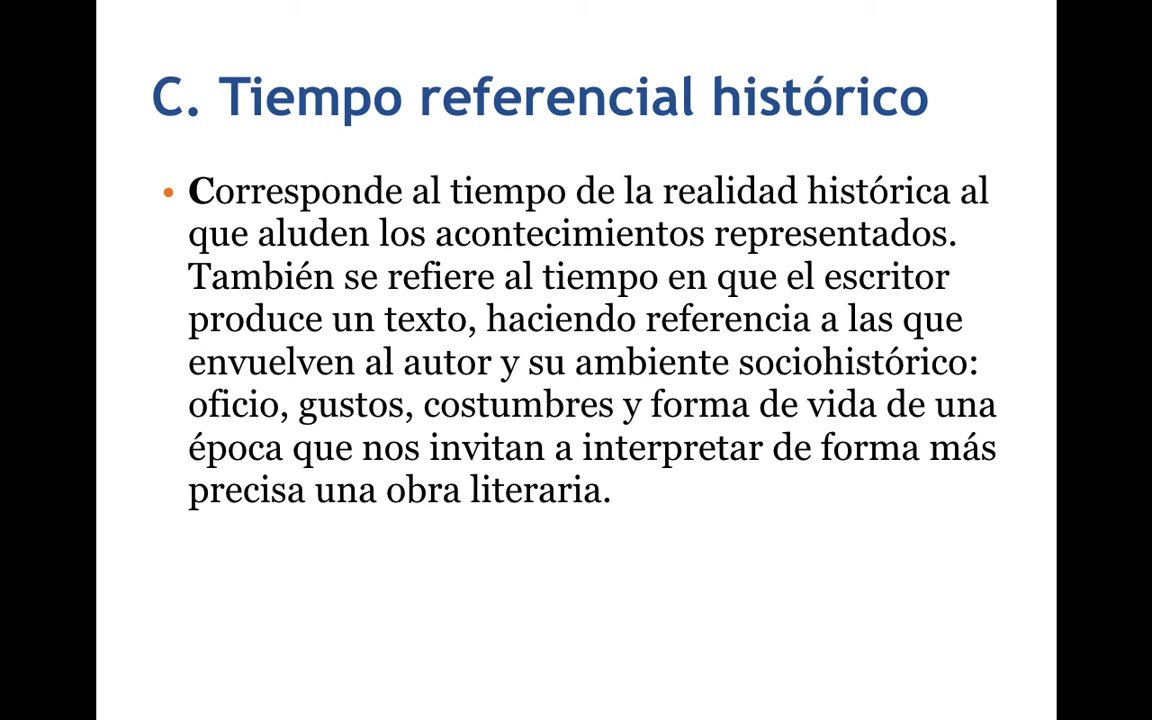 C. Tiempo referencial histórico
• Corresponde al tiempo de la realidad histórica al
que aluden los acontecimientos representados.
También se refiere al tiempo en que el escritor
produce un texto, haciendo referencia a las que
envuelven al autor y su ambiente sociohistórico:
oficio, gustos, costumbres y forma de vida de una
época que nos invitan a interpretar de forma más
precisa una obra literaria.